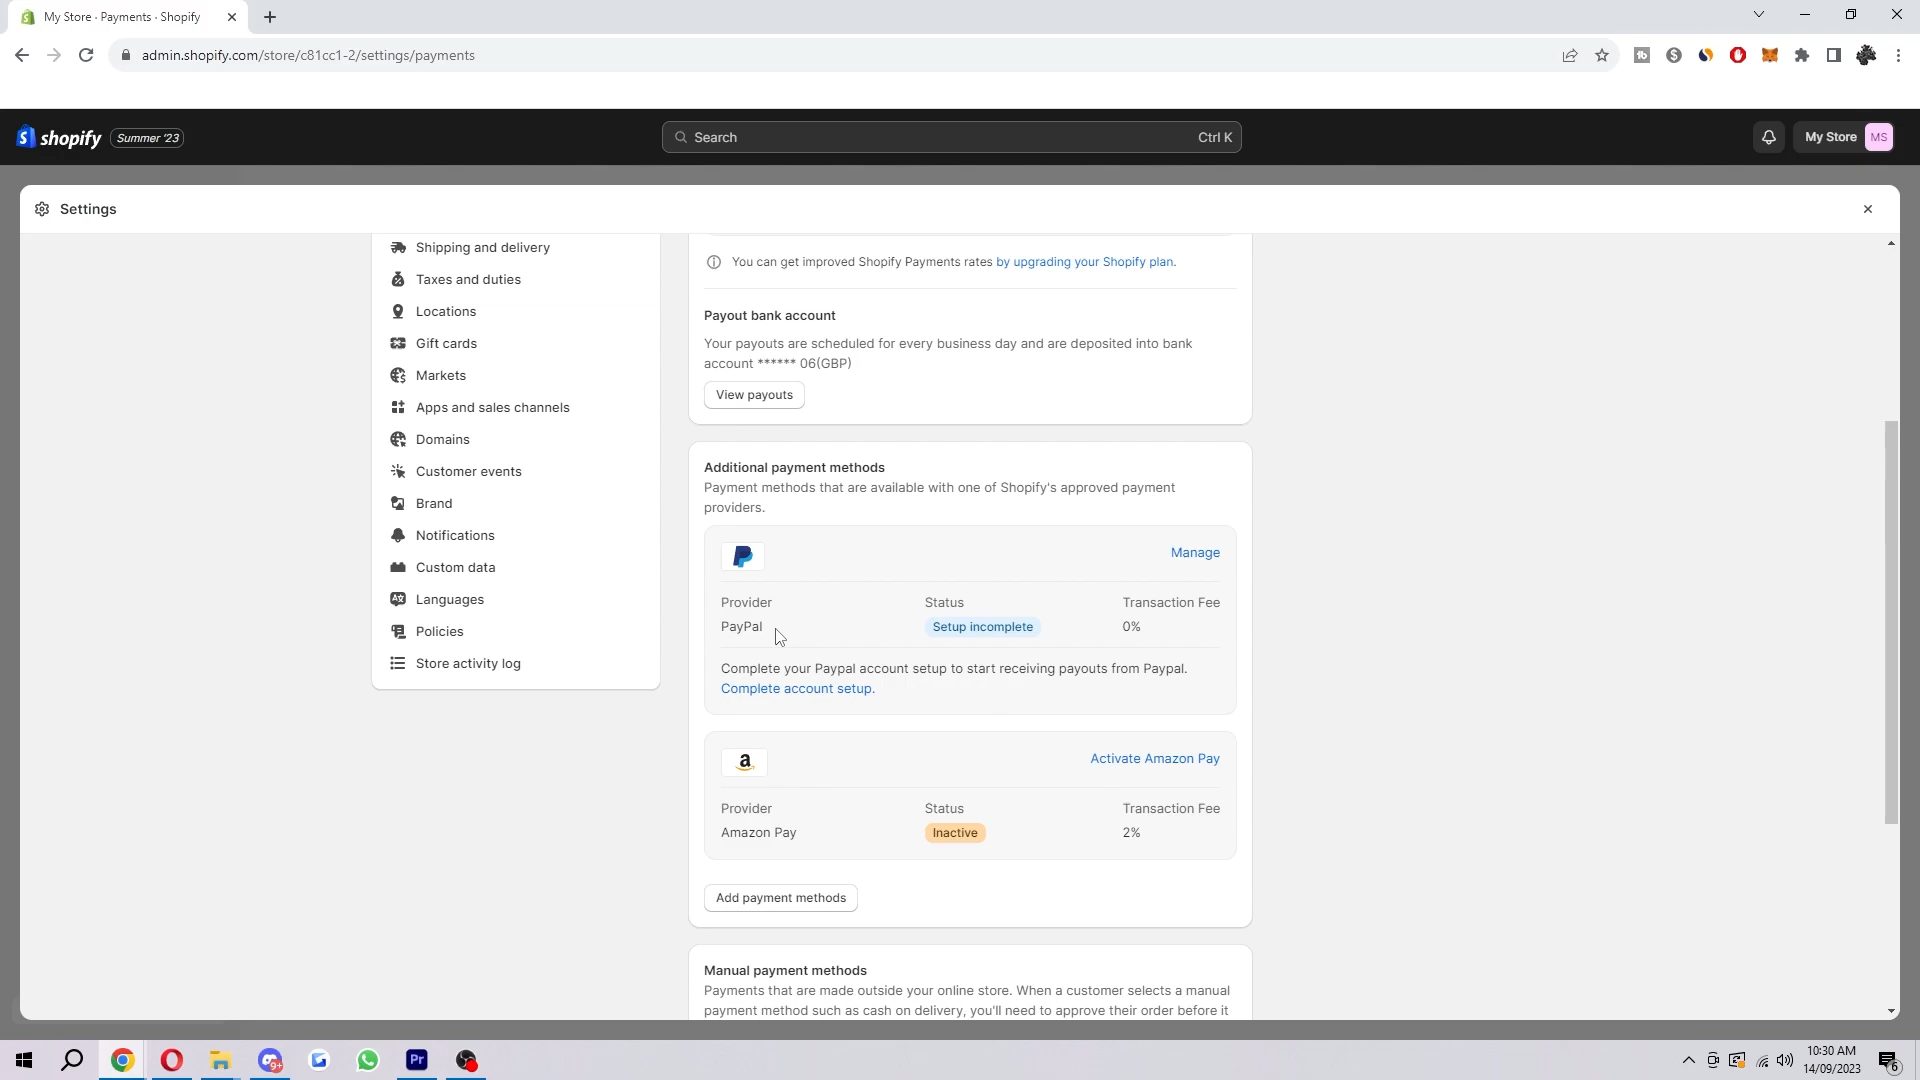 My Store · Payments · Shopify
admin.shopify.com/store/c81cc1-2/settings/payments
shopify Summer '23
Search Ctrl K
My Store MS
Settings
Shipping and delivery
Taxes and duties
Locations
Gift cards
Markets
Apps and sales channels
Domains
Customer events
Brand
Notifications
Custom data
Languages
Policies
Store activity log
You can get improved Shopify Payments rates by upgrading your Shopify plan.
Payout bank account
Your payouts are scheduled for every business day and are deposited into bank
account ****** 06(GBP)
View payouts
Additional payment methods
Payment methods that are available with one of Shopify's approved payment
providers.
Manage
Provider Status Transaction Fee
PayPal Setup incomplete 0%
Complete your Paypal account setup to start receiving payouts from Paypal.
Complete account setup.
Activate Amazon Pay
Provider Status Transaction Fee
Amazon Pay Inactive 2%
Add payment methods
Manual payment methods
Payments that are made outside your online store. When a customer selects a manual
payment method such as cash on delivery, you'll need to approve their order before it
10:30 AM
14/09/2023
9+
Pr
6